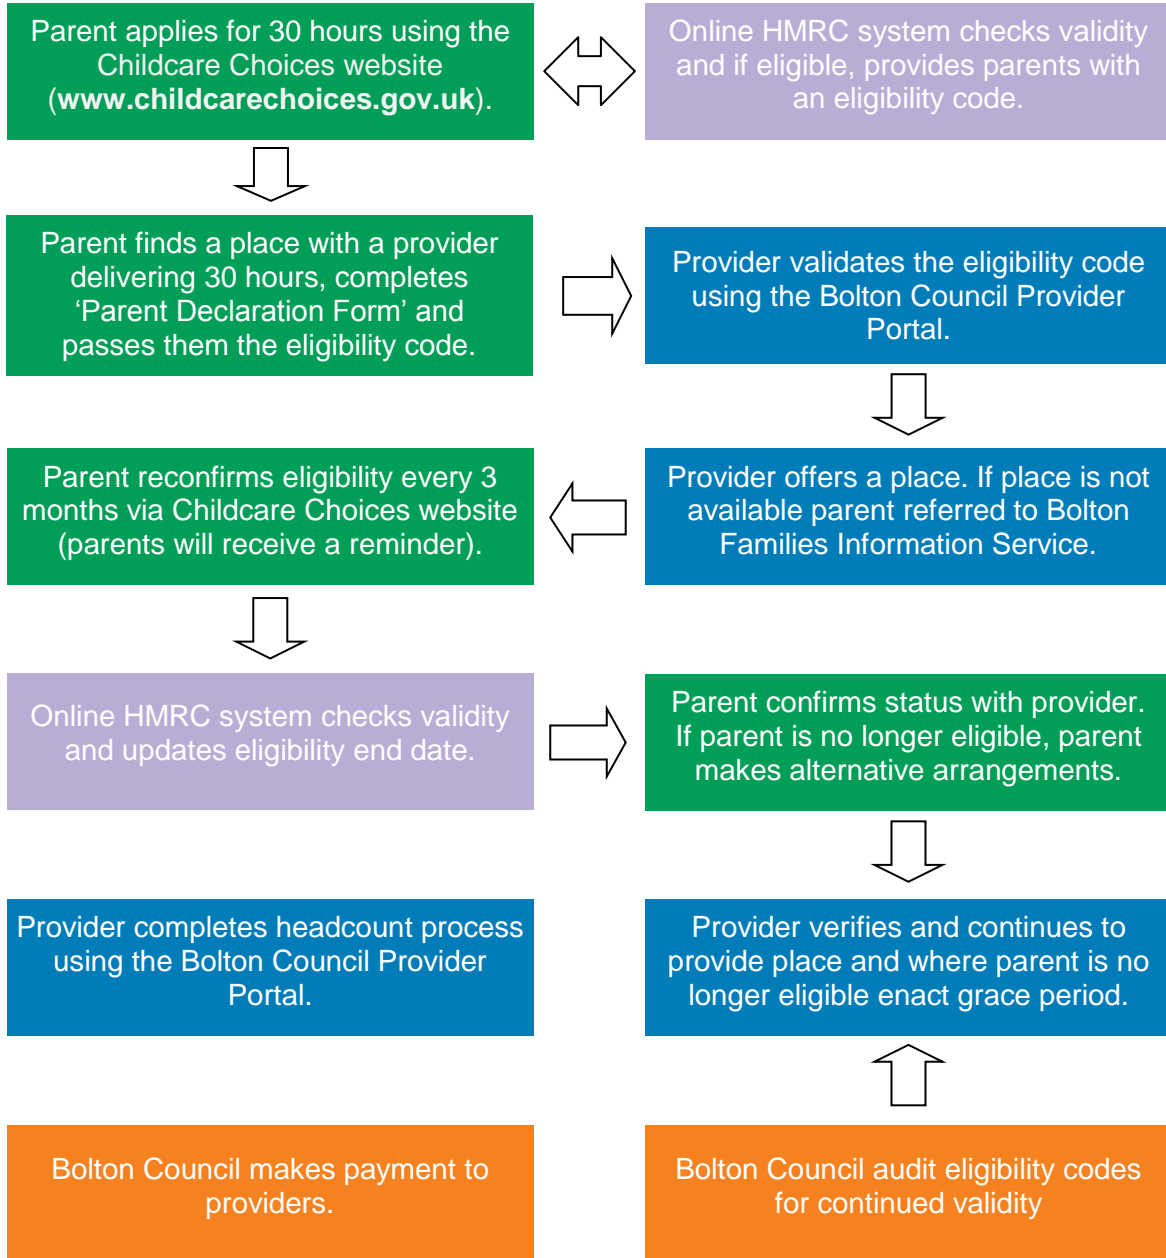 Parent applies for 30 hours using the
Childcare Choices website
(www.childcarechoices.gov.uk).
Online HMRC system checks validity
and if eligible, provides parents with
an eligibility code.
Parent finds a place with a provider
delivering 30 hours, completes
‘Parent Declaration Form’ and
passes them the eligibility code.
Provider validates the eligibility code
using the Bolton Council Provider
Portal.
Provider offers a place. If place is not
available parent referred to Bolton
Families Information Service.
Parent reconfirms eligibility every 3
months via Childcare Choices website
(parents will receive a reminder).
Online HMRC system checks validity
and updates eligibility end date.
Parent confirms status with provider.
If parent is no longer eligible, parent
makes alternative arrangements.
Provider completes headcount process
using the Bolton Council Provider
Portal.
Provider verifies and continues to
provide place and where parent is no
longer eligible enact grace period.
Bolton Council makes payment to
providers.
Bolton Council audit eligibility codes
for continued validity